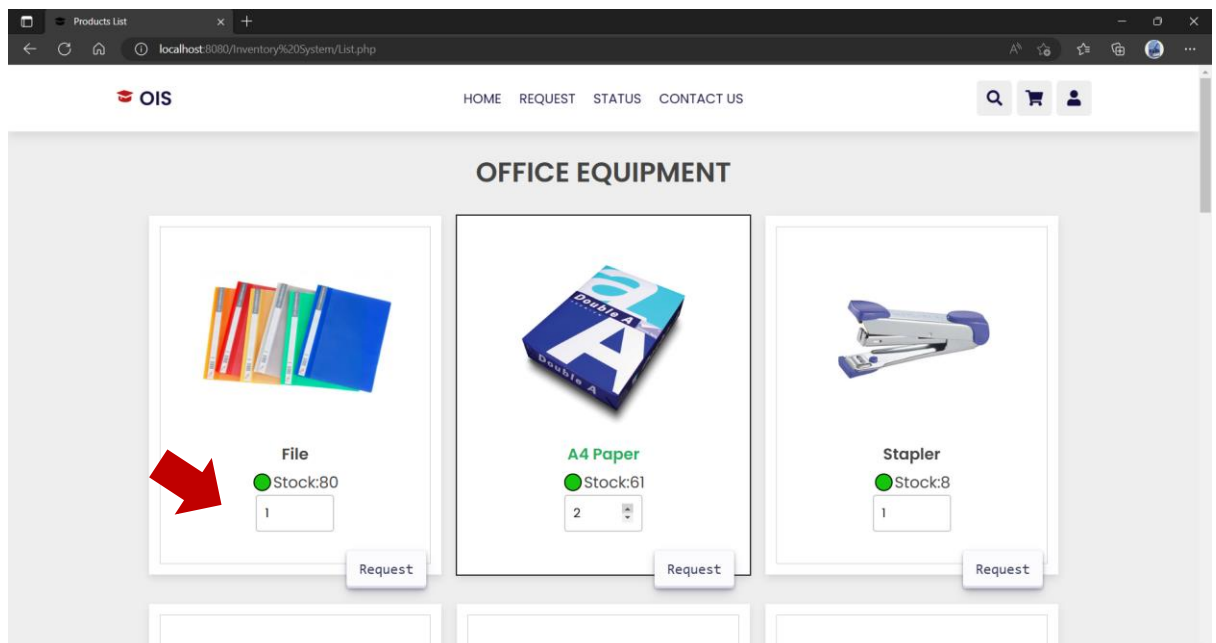 Products List
localhost:8080/Inventory%20System/List.php
OIS
HOME REQUEST STATUS CONTACT US
OFFICE EQUIPMENT
Double A
Double A
File
Stock:80
1
Request
A4 Paper
Stock:61
2
Request
Stapler
Stock:8
1
Request